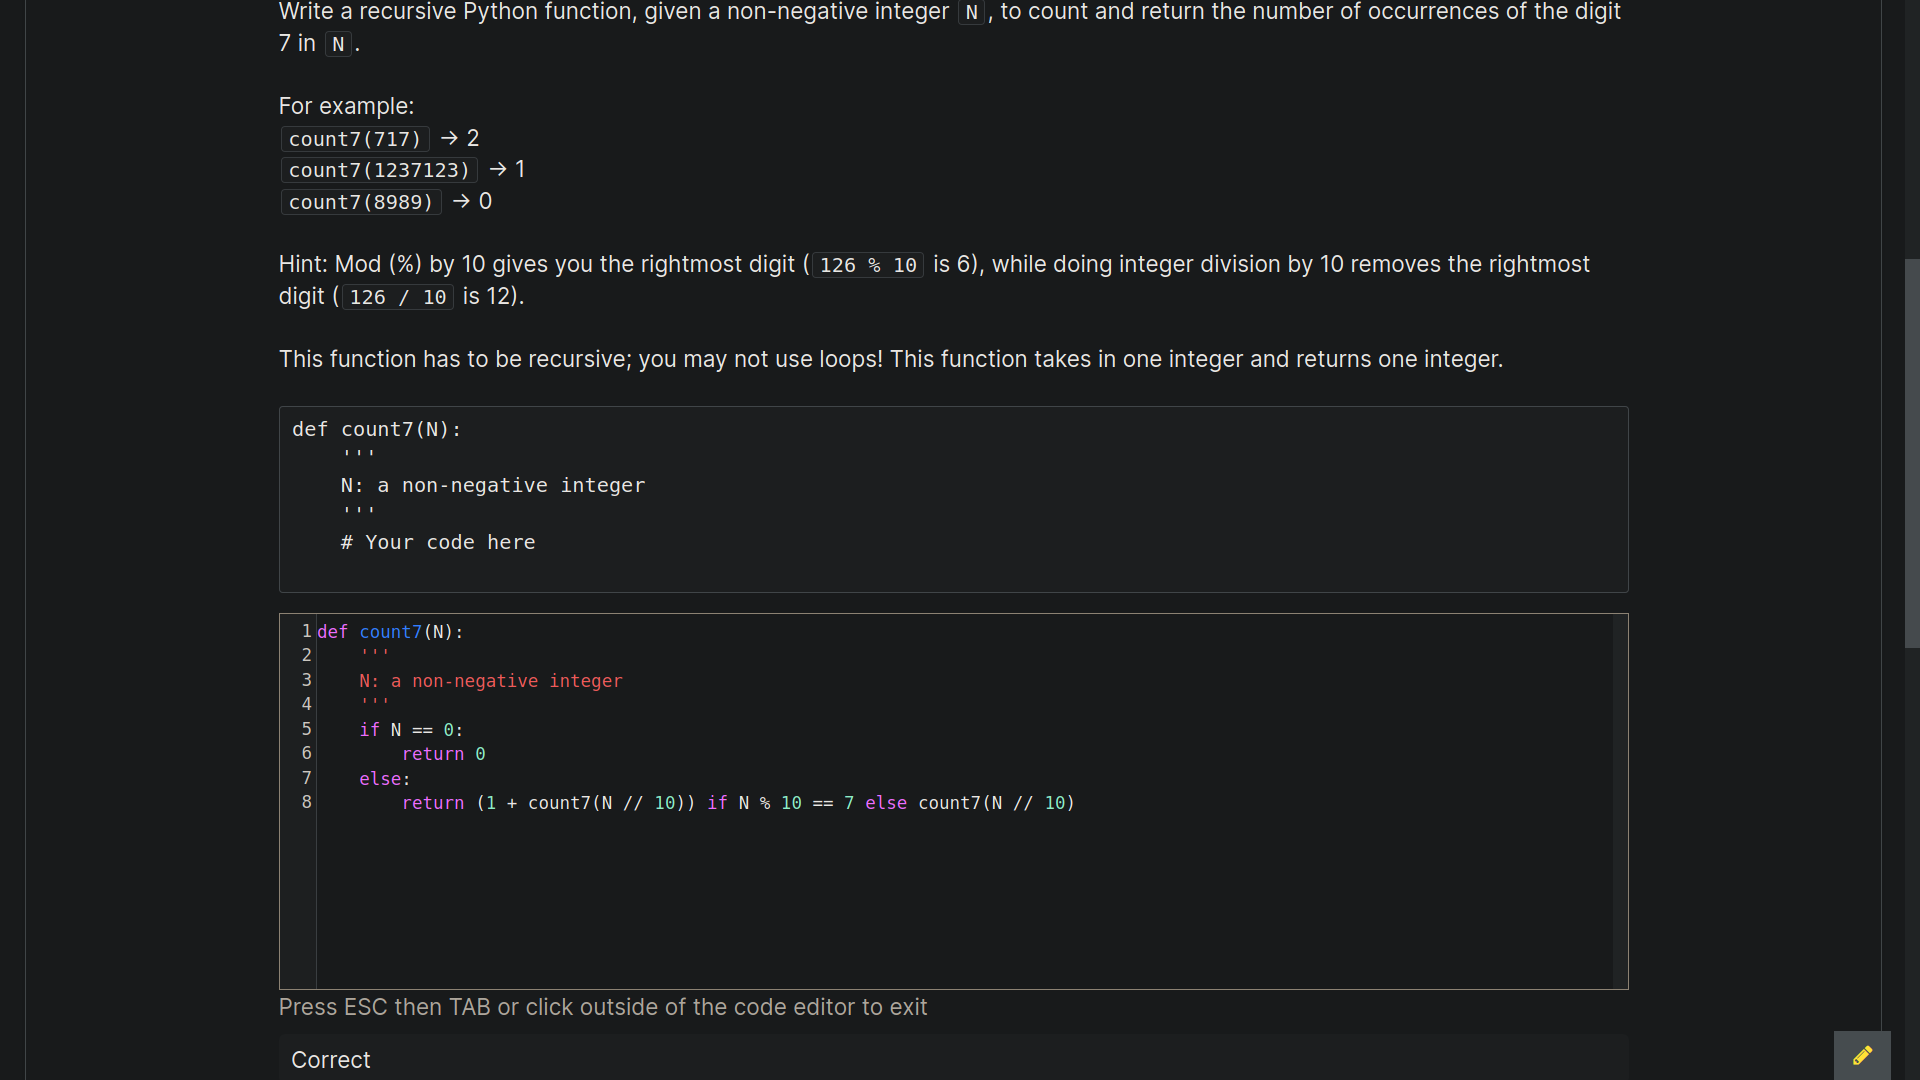 Write a recursive Python function, given a non-negative integer N, to count and return the number of occurrences of the digit
7 in N.
For example:
count7(717) → 2
count7(1237123) → 1
count7(8989) → 0
Hint: Mod (%) by 10 gives you the rightmost digit (126 % 10 is 6), while doing integer division by 10 removes the rightmost
digit (126 / 10 is 12).
This function has to be recursive; you may not use loops! This function takes in one integer and returns one integer.
def count7(N):
    '''
    N: a non-negative integer
    '''
    # Your code here
1 def count7(N):
2     '''
3     N: a non-negative integer
4     '''
5     if N == 0:
6         return 0
7     else:
8         return (1 + count7(N // 10)) if N % 10 == 7 else count7(N // 10)
Press ESC then TAB or click outside of the code editor to exit
Correct